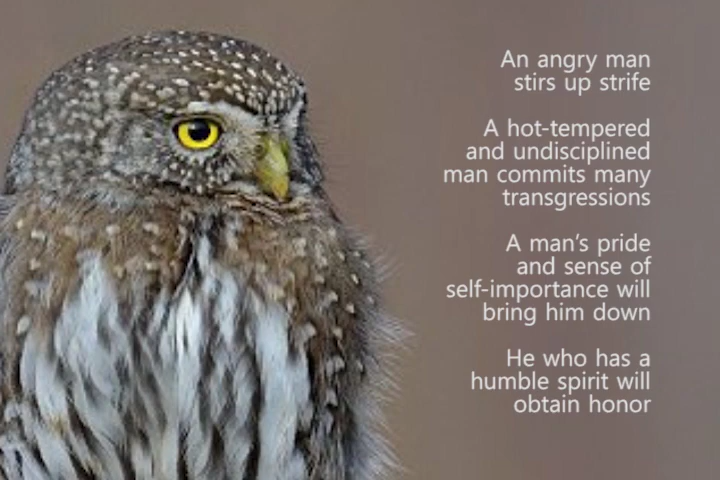 An angry man
stirs up strife
A hot-tempered
and undisciplined
man commits many
transgressions
A man’s pride
and sense of
self-importance will
bring him down
He who has a
humble spirit will
obtain honor